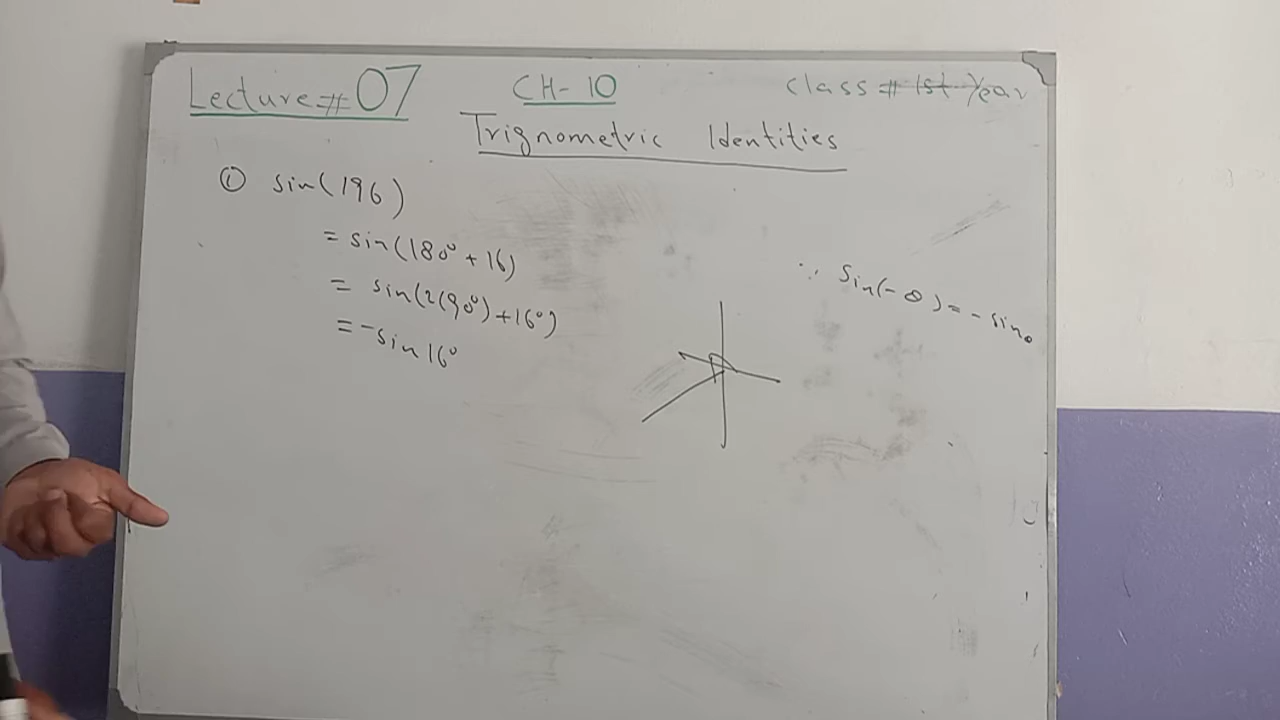 Lecture # 07 CH-10 Class # 1st Year
Trignometric Identities
① sin(196)
= sin(180° + 16)
= sin(2(90°) + 16°)
= -sin 16°
∵ Sin(-θ) = -sinθ